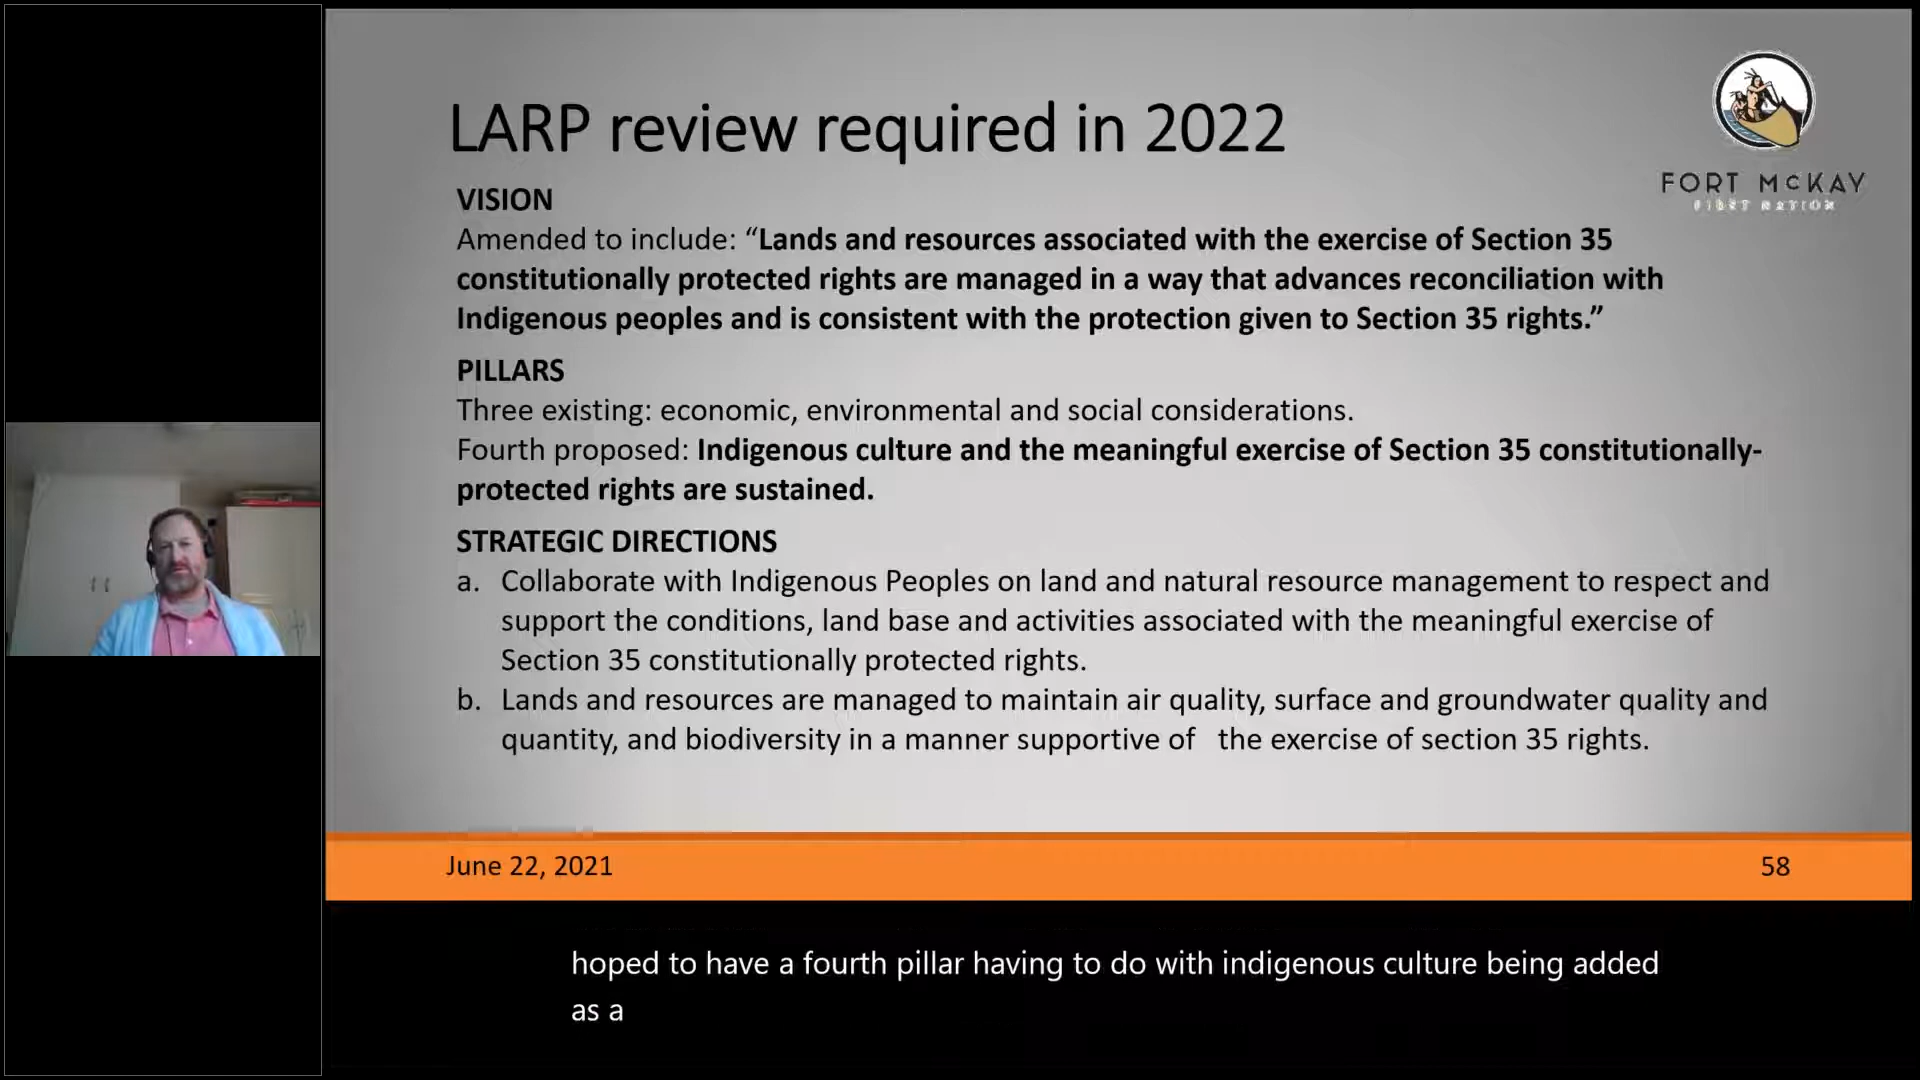 LARP review required in 2022
FORT McKAY
FIRST NATION
VISION
Amended to include: “Lands and resources associated with the exercise of Section 35
constitutionally protected rights are managed in a way that advances reconciliation with
Indigenous peoples and is consistent with the protection given to Section 35 rights.”
PILLARS
Three existing: economic, environmental and social considerations.
Fourth proposed: Indigenous culture and the meaningful exercise of Section 35 constitutionally-
protected rights are sustained.
STRATEGIC DIRECTIONS
a. Collaborate with Indigenous Peoples on land and natural resource management to respect and
support the conditions, land base and activities associated with the meaningful exercise of
Section 35 constitutionally protected rights.
b. Lands and resources are managed to maintain air quality, surface and groundwater quality and
quantity, and biodiversity in a manner supportive of the exercise of section 35 rights.
June 22, 2021
58
hoped to have a fourth pillar having to do with indigenous culture being added
as a